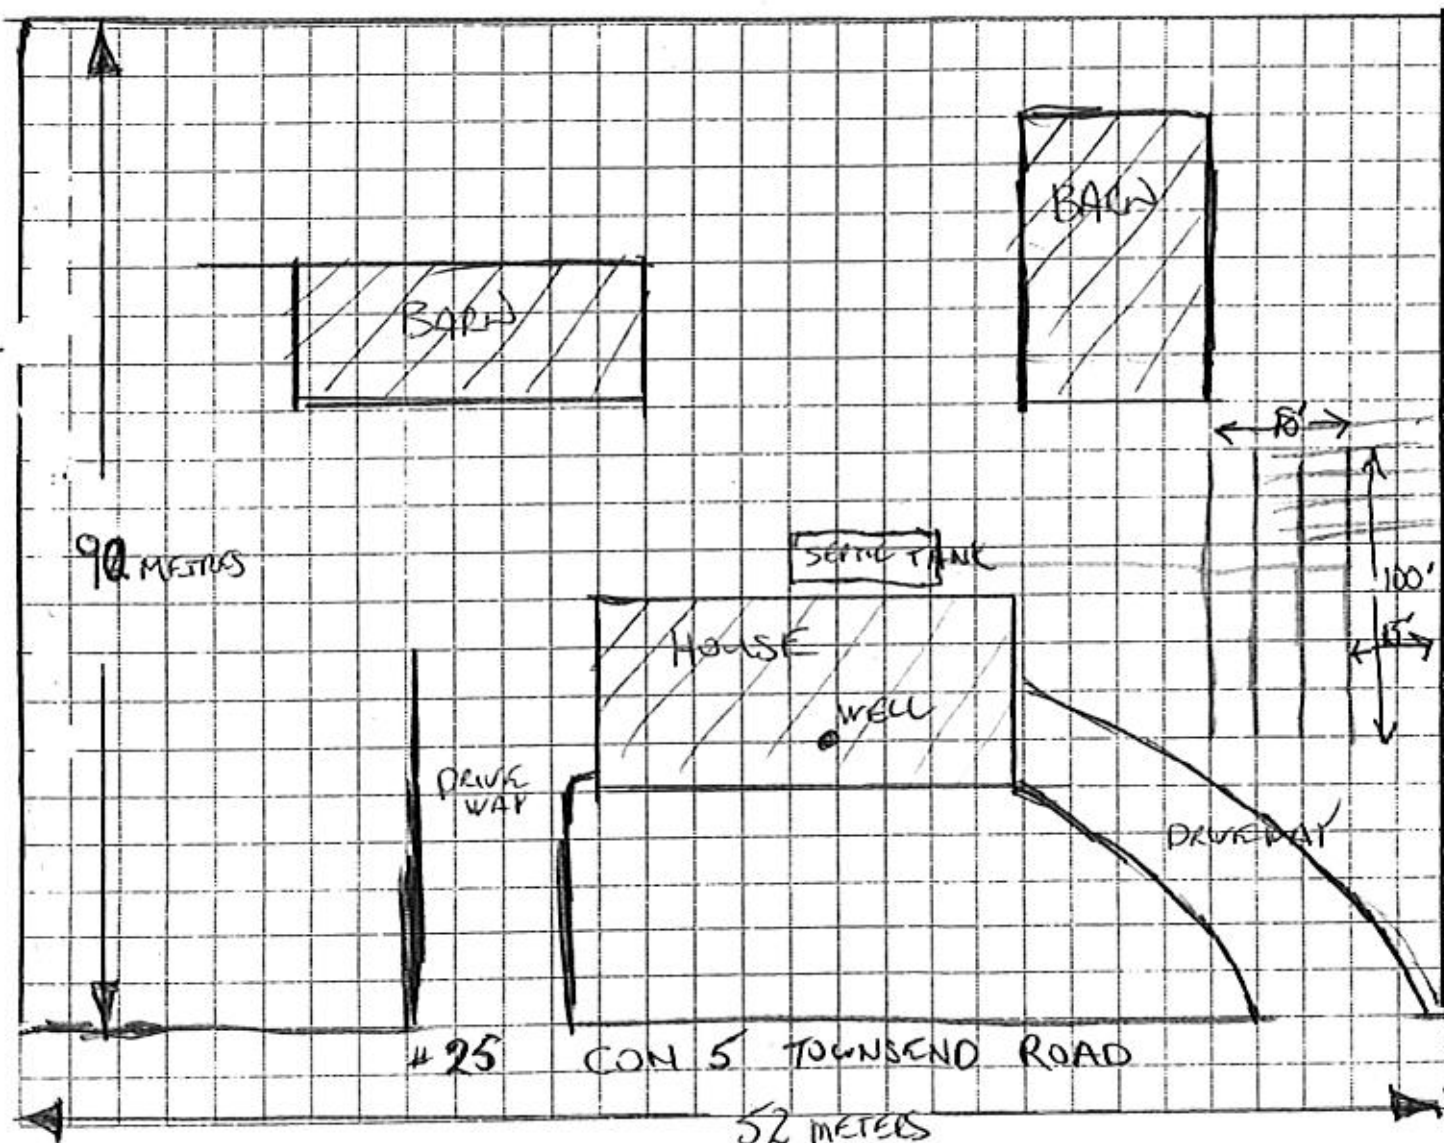 BARN
BARN
SEPTIC TANK
90 METRES
100'
HOUSE
15'
WELL
DRIVE
WAY
DRIVEWAY
#25 CON 5 TOWNSEND ROAD
52 METERS